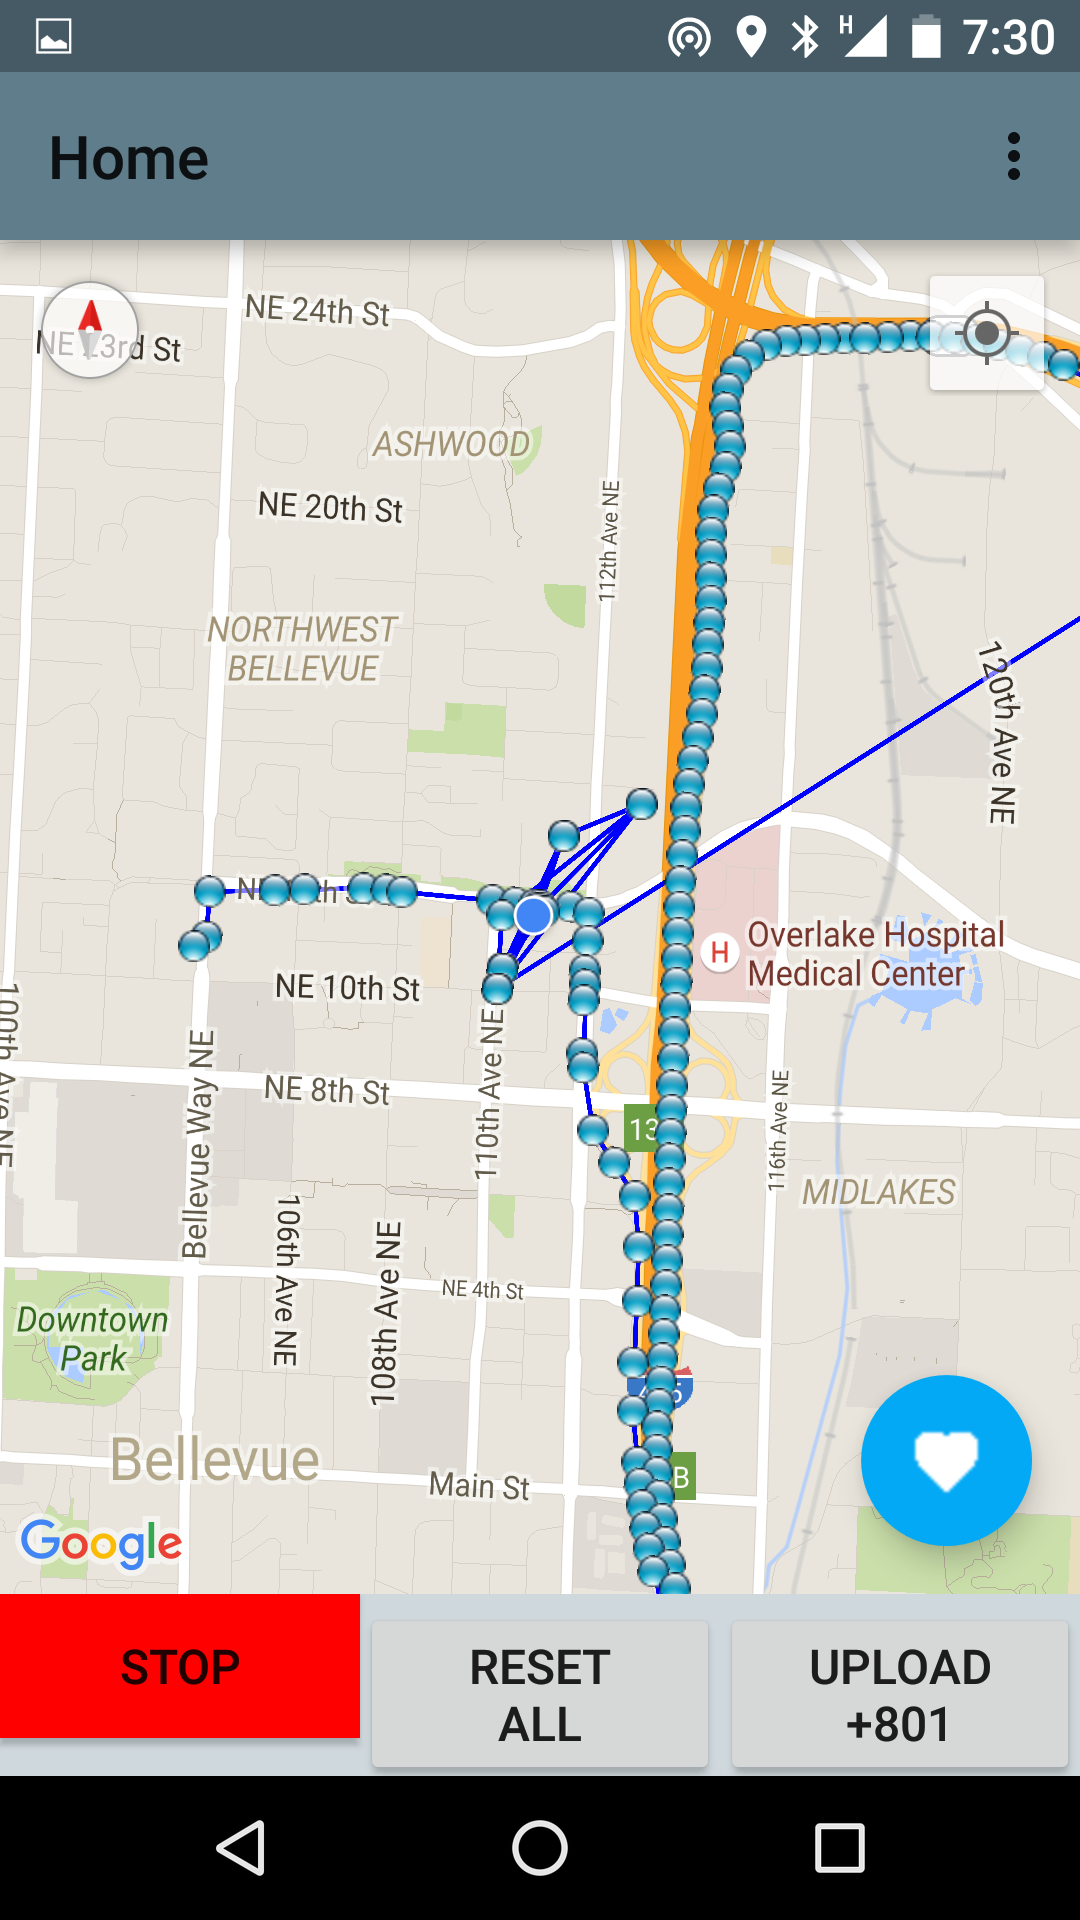 H
7:30
Home
NE 24th St
NE 23rd St
ASHWOOD
NE 20th St
112th Ave NE
NORTHWEST
BELLEVUE
120th Ave NE
NE 10th St
H
Overlake Hospital
Medical Center
100th Ave NE
NE 8th St
Bellevue Way NE
110th Ave NE
13
116th Ave NE
MIDLAKES
106th Ave NE
108th Ave NE
NE 4th St
Downtown
Park
Bellevue
Main St
B
Google
STOP
RESET
ALL
UPLOAD
+801